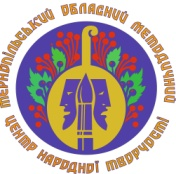 ТЕРНОПІЛЬСЬКИЙ ОБЛАСНИЙ МЕТОДИЧНИЙ
ЦЕНТР НАРОДНОЇ ТВОРЧОСТІ